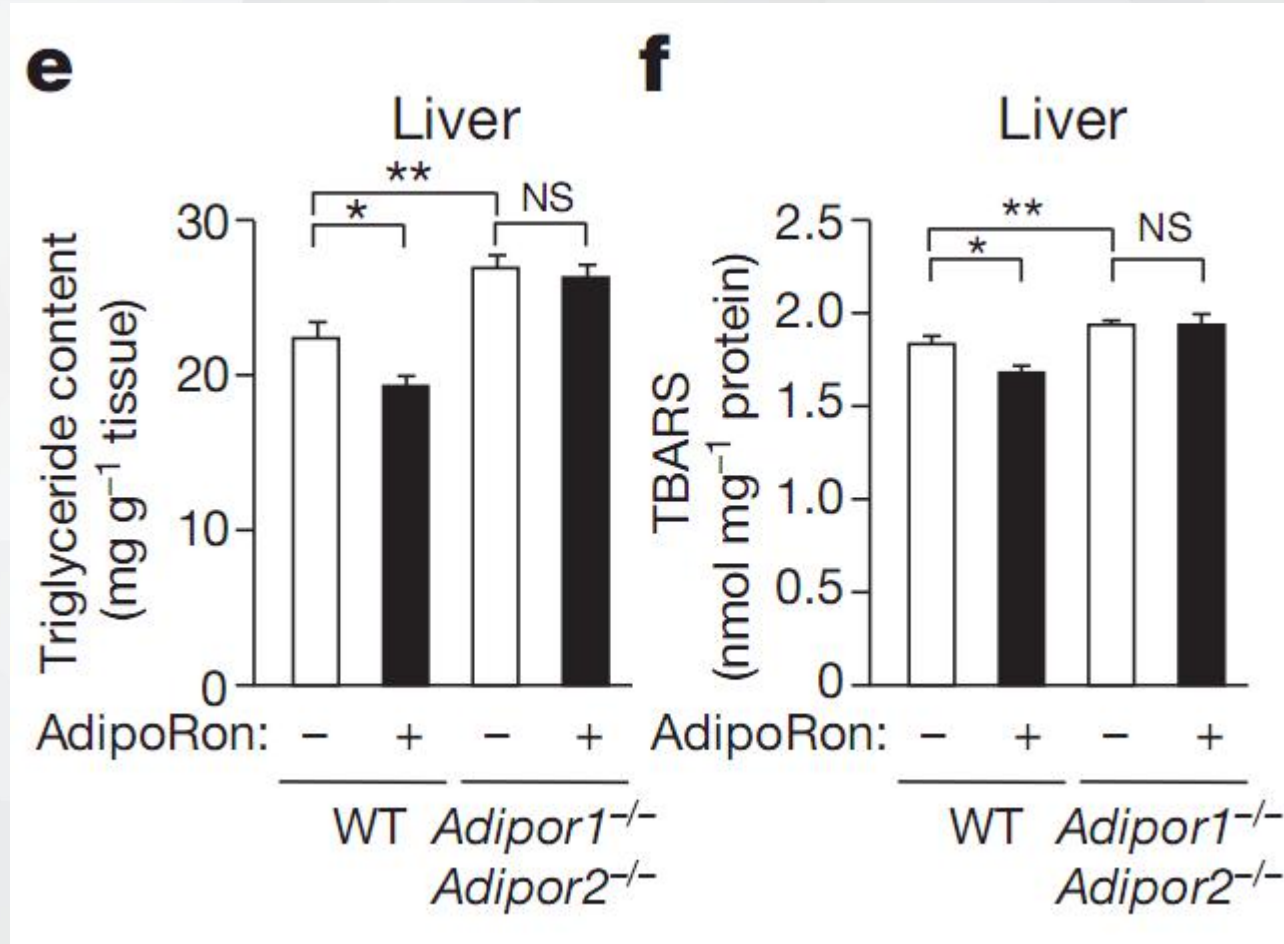 e
Liver
Triglyceride content
(mg g⁻¹ tissue)
**
*
NS
30
20
10
0
AdipoRon: − + − +
WT Adipor1⁻/⁻
Adipor2⁻/⁻
f
Liver
TBARS
(nmol mg⁻¹ protein)
**
*
NS
2.5
2.0
1.5
1.0
0.5
0
AdipoRon: − + − +
WT Adipor1⁻/⁻
Adipor2⁻/⁻